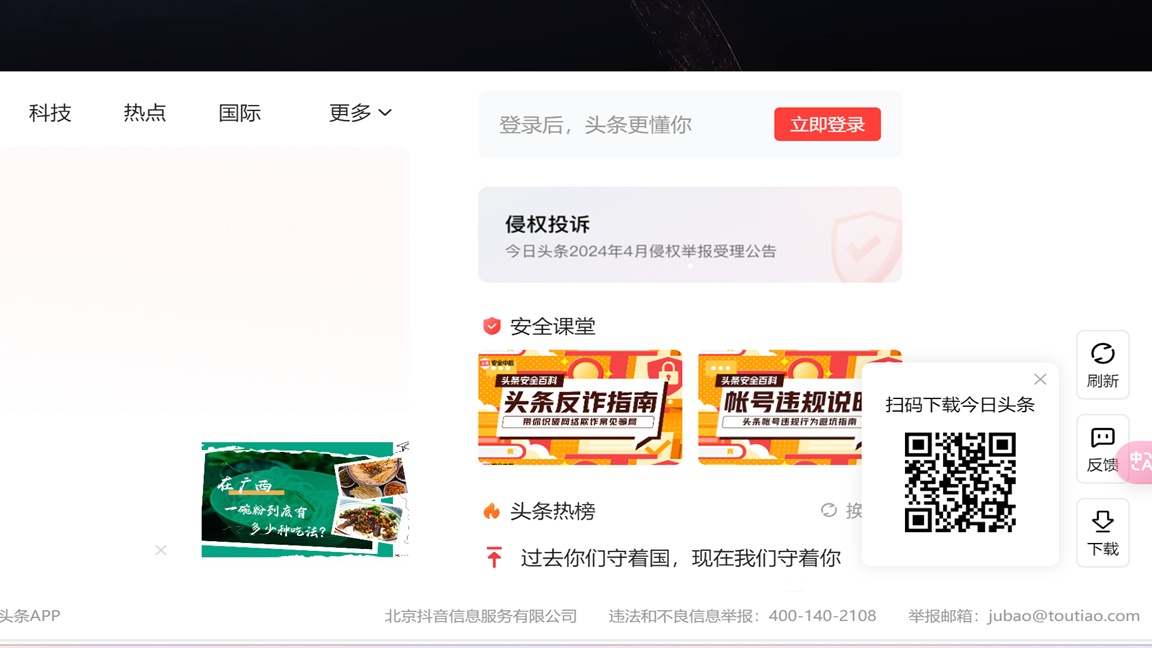 科技 热点 国际 更多
登录后，头条更懂你 立即登录
侵权投诉
今日头条2024年4月侵权举报受理公告
安全课堂
头条安全百科
头条反诈指南
带你识破网络欺诈常见骗局
头条安全百科
帐号违规说明
头条帐号违规行为避坑指南
扫码下载今日头条
刷新
反馈
下载
在广西
一碗粉到底有
多少种吃法?
头条热榜 换
过去你们守着国，现在我们守着你
头条APP 北京抖音信息服务有限公司 违法和不良信息举报：400-140-2108 举报邮箱：jubao@toutiao.com